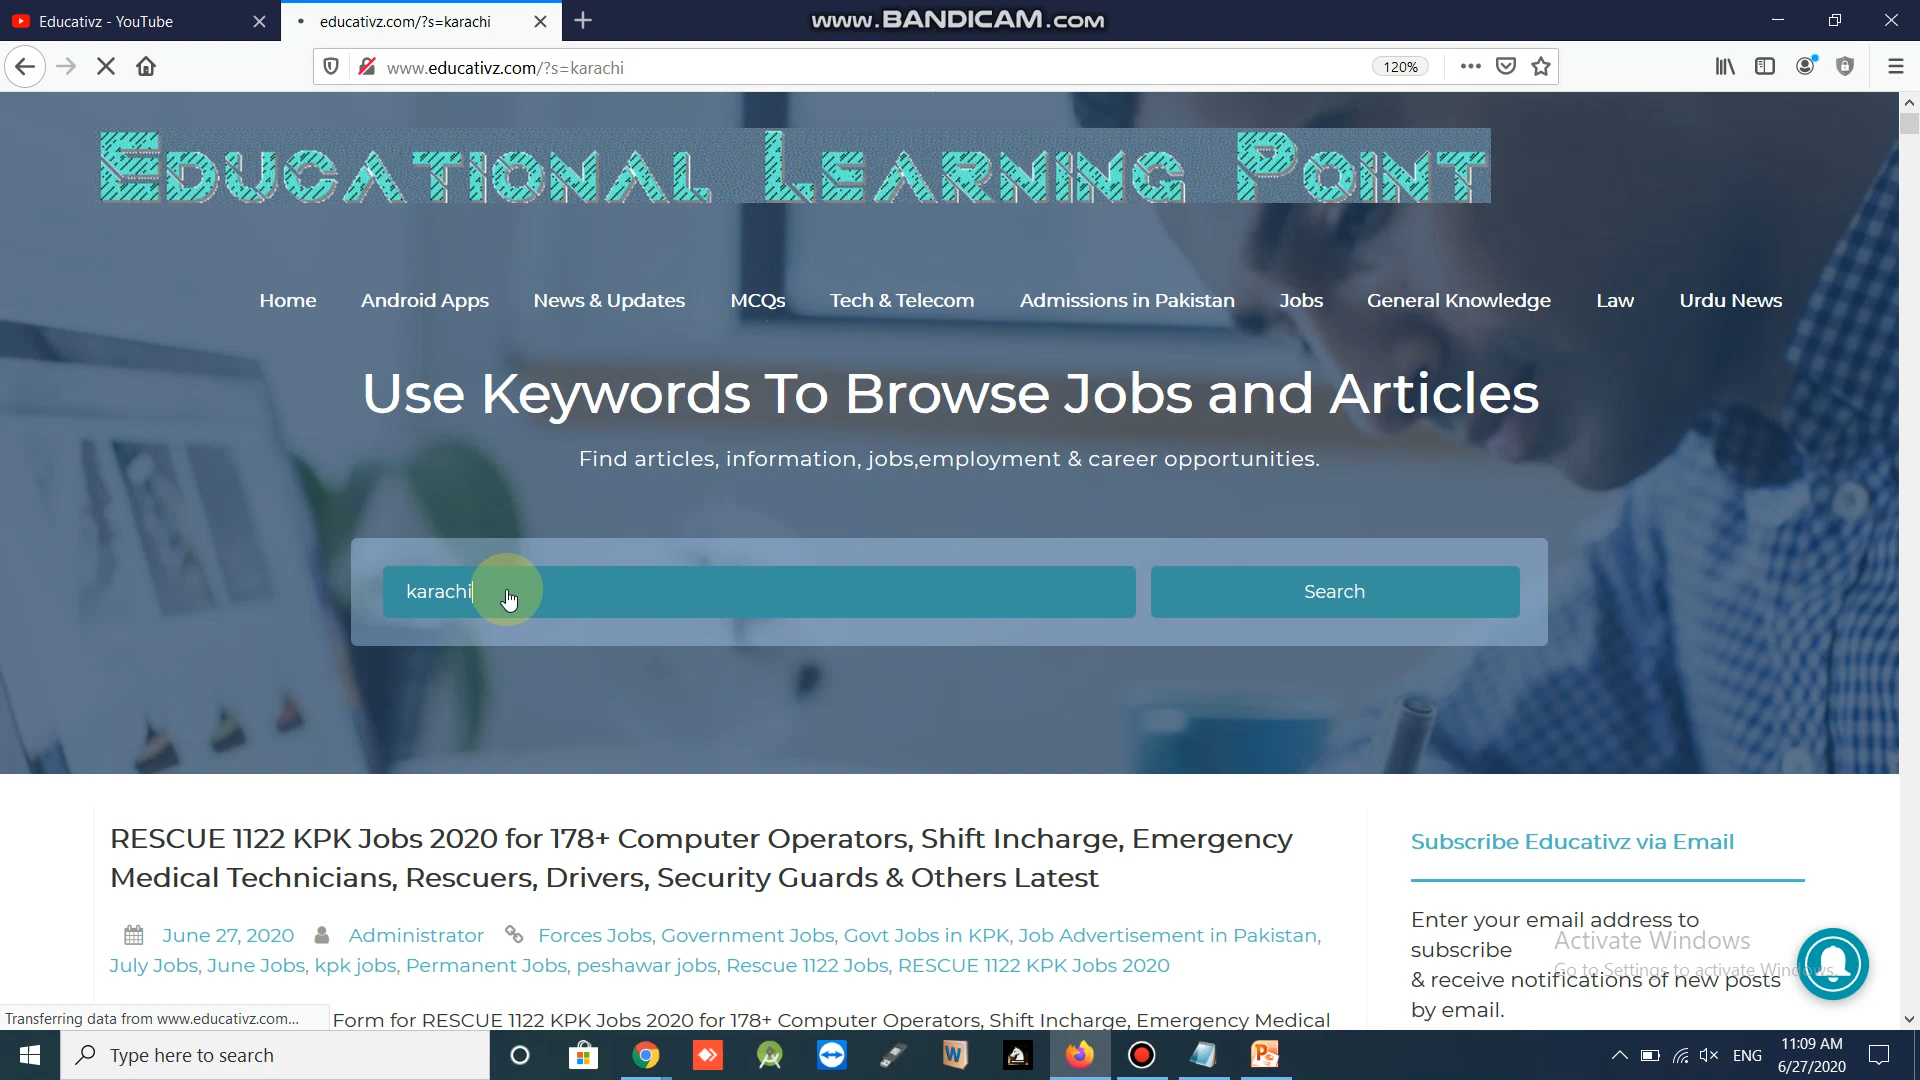 Educativz - YouTube
educativz.com/?s=karachi
www.BANDICAM.com
www.educativz.com/?s=karachi
120%
Educational Learning Point
Home Android Apps News & Updates MCQs Tech & Telecom Admissions in Pakistan Jobs General Knowledge Law Urdu News
Use Keywords To Browse Jobs and Articles
Find articles, information, jobs,employment & career opportunities.
karachi
Search
RESCUE 1122 KPK Jobs 2020 for 178+ Computer Operators, Shift Incharge, Emergency
Medical Technicians, Rescuers, Drivers, Security Guards & Others Latest
June 27, 2020 Administrator Forces Jobs, Government Jobs, Govt Jobs in KPK, Job Advertisement in Pakistan,
July Jobs, June Jobs, kpk jobs, Permanent Jobs, peshawar jobs, Rescue 1122 Jobs, RESCUE 1122 KPK Jobs 2020
Form for RESCUE 1122 KPK Jobs 2020 for 178+ Computer Operators, Shift Incharge, Emergency Medical
Subscribe Educativz via Email
Enter your email address to
subscribe
& receive notifications of new posts
by email.
Activate Windows
Go to Settings to activate Windows.
Transferring data from www.educativz.com...
Type here to search
ENG
11:09 AM
6/27/2020